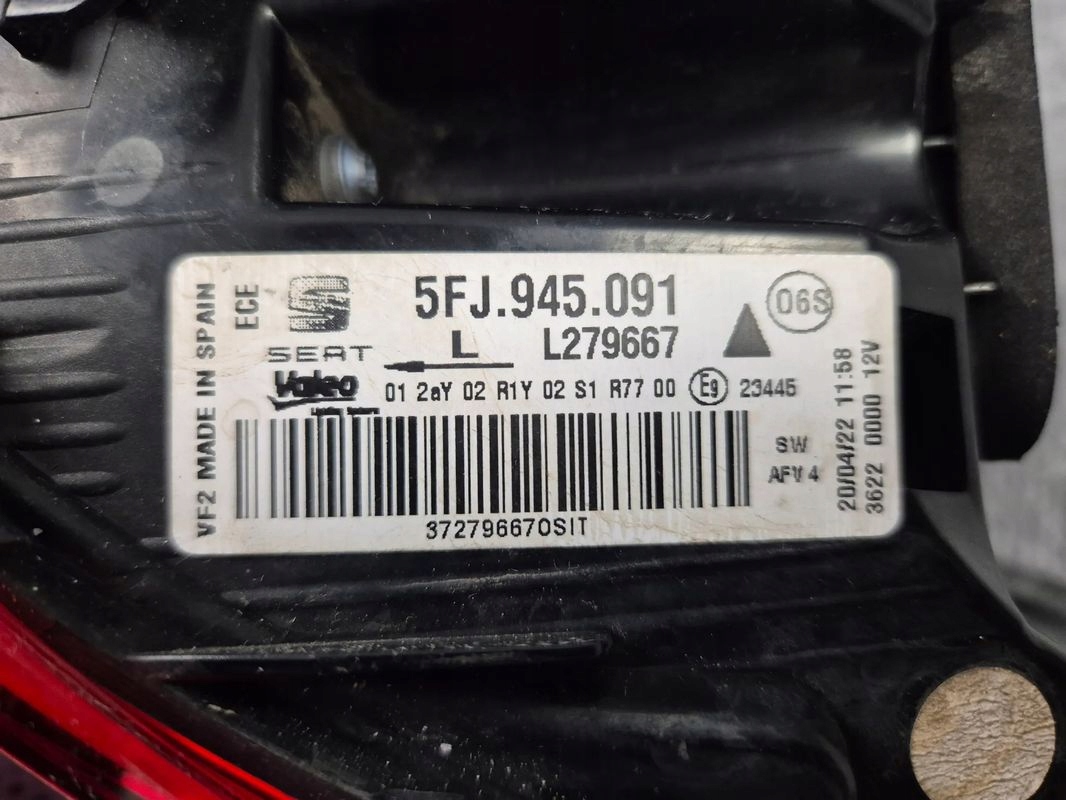 VF2 MADE IN SPAIN
ECE
SEAT
5FJ.945.091
06S
L
L279667
Valeo
01 2aY 02 R1Y 02 S1 R77 00 E9 23445
SW
AFV 4
20/04/22 11:58
3622 0000 12V
372796670SIT